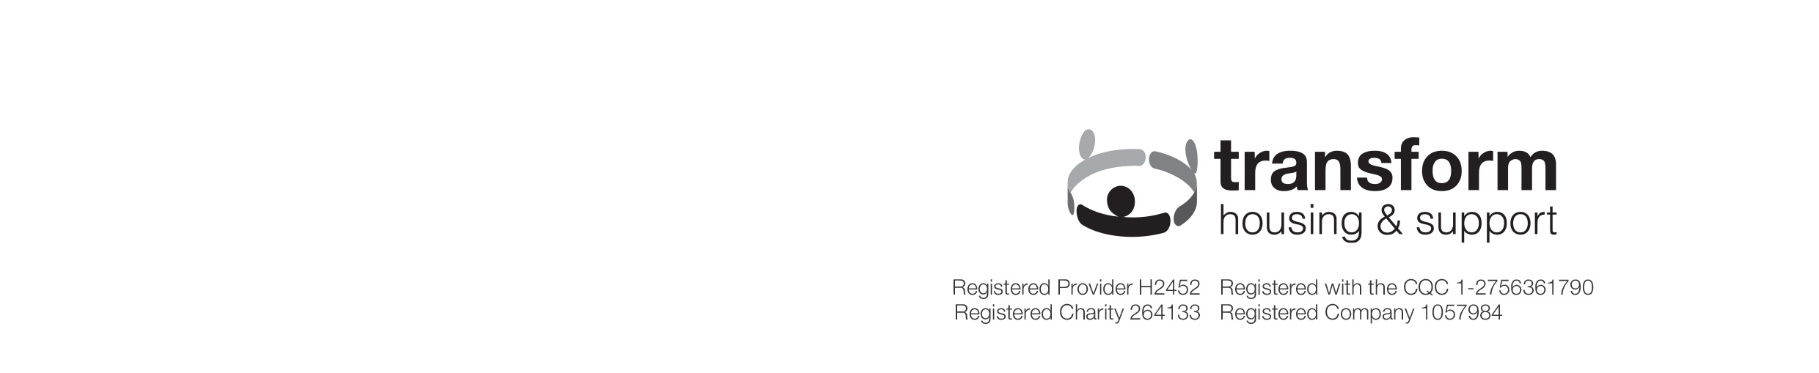 transform
housing & support
Registered Provider H2452 Registered with the CQC 1-2756361790
Registered Charity 264133 Registered Company 1057984